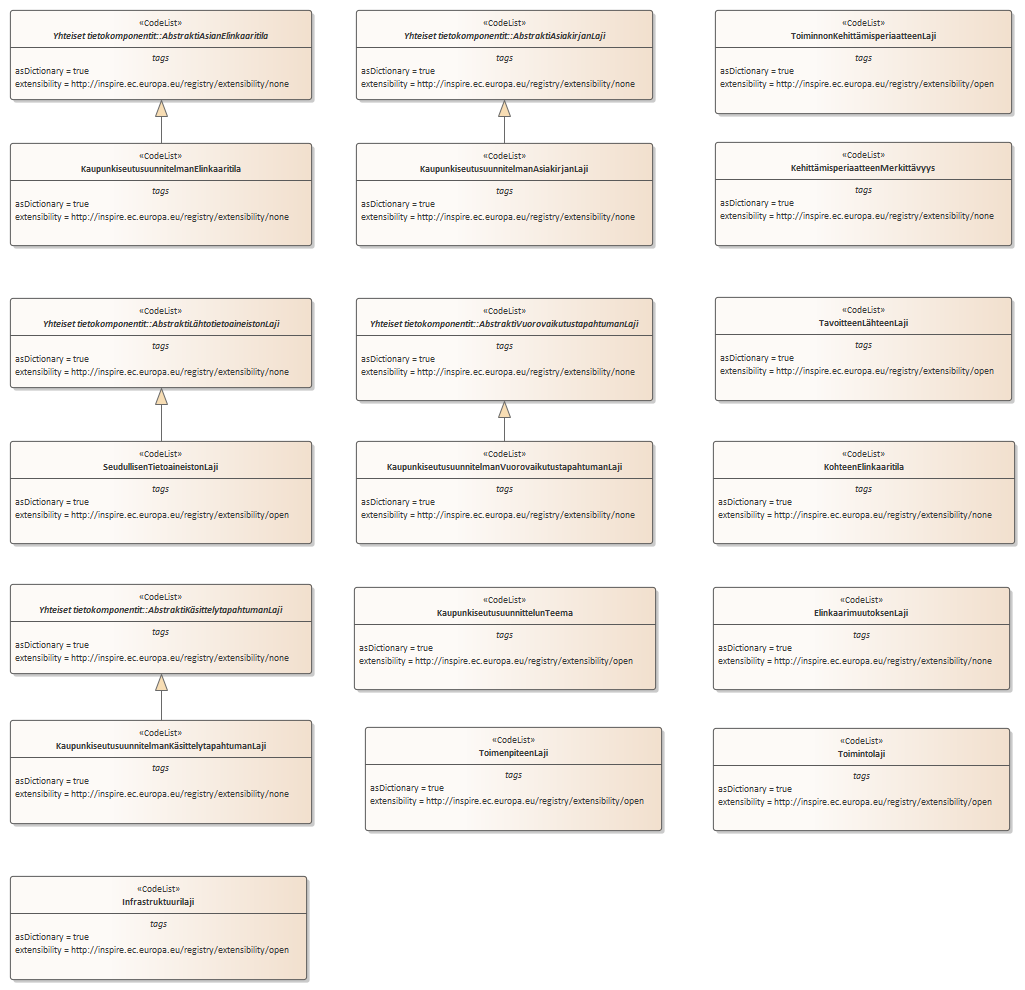 «CodeList»
Yhteiset tietokomponentit::AbstraktiAsianElinkaaritila
tags
asDictionary = true
extensibility = http://inspire.ec.europa.eu/registry/extensibility/none
«CodeList»
Yhteiset tietokomponentit::AbstraktiAsiakirjanLaji
tags
asDictionary = true
extensibility = http://inspire.ec.europa.eu/registry/extensibility/none
«CodeList»
ToiminnonKehittämisperiaatteenLaji
tags
asDictionary = true
extensibility = http://inspire.ec.europa.eu/registry/extensibility/open
«CodeList»
KaupunkiseutusuunnitelmanElinkaaritila
tags
asDictionary = true
extensibility = http://inspire.ec.europa.eu/registry/extensibility/none
«CodeList»
KaupunkiseutusuunnitelmanAsiakirjanLaji
tags
asDictionary = true
extensibility = http://inspire.ec.europa.eu/registry/extensibility/none
«CodeList»
KehittämisperiaatteenMerkittävyys
tags
asDictionary = true
extensibility = http://inspire.ec.europa.eu/registry/extensibility/none
«CodeList»
Yhteiset tietokomponentit::AbstraktiLähtotietoaineistonLaji
tags
asDictionary = true
extensibility = http://inspire.ec.europa.eu/registry/extensibility/none
«CodeList»
Yhteiset tietokomponentit::AbstraktiVuorovaikutustapahtumanLaji
tags
asDictionary = true
extensibility = http://inspire.ec.europa.eu/registry/extensibility/none
«CodeList»
TavoitteenLähteenLaji
tags
asDictionary = true
extensibility = http://inspire.ec.europa.eu/registry/extensibility/open
«CodeList»
SeudullisenTietoaineistonLaji
tags
asDictionary = true
extensibility = http://inspire.ec.europa.eu/registry/extensibility/open
«CodeList»
KaupunkiseutusuunnitelmanVuorovaikutustapahtumanLaji
tags
asDictionary = true
extensibility = http://inspire.ec.europa.eu/registry/extensibility/none
«CodeList»
KohteenElinkaaritila
tags
asDictionary = true
extensibility = http://inspire.ec.europa.eu/registry/extensibility/none
«CodeList»
Yhteiset tietokomponentit::AbstraktiKäsittelytapahtumanLaji
tags
asDictionary = true
extensibility = http://inspire.ec.europa.eu/registry/extensibility/none
«CodeList»
KaupunkiseutusuunnittelunTeema
tags
asDictionary = true
extensibility = http://inspire.ec.europa.eu/registry/extensibility/open
«CodeList»
ElinkaarimuutoksenLaji
tags
asDictionary = true
extensibility = http://inspire.ec.europa.eu/registry/extensibility/none
«CodeList»
KaupunkiseutusuunnitelmanKäsittelytapahtumanLaji
tags
asDictionary = true
extensibility = http://inspire.ec.europa.eu/registry/extensibility/none
«CodeList»
ToimenpiteenLaji
tags
asDictionary = true
extensibility = http://inspire.ec.europa.eu/registry/extensibility/open
«CodeList»
Toimintolaji
tags
asDictionary = true
extensibility = http://inspire.ec.europa.eu/registry/extensibility/open
«CodeList»
Infrastruktuurilaji
tags
asDictionary = true
extensibility = http://inspire.ec.europa.eu/registry/extensibility/open